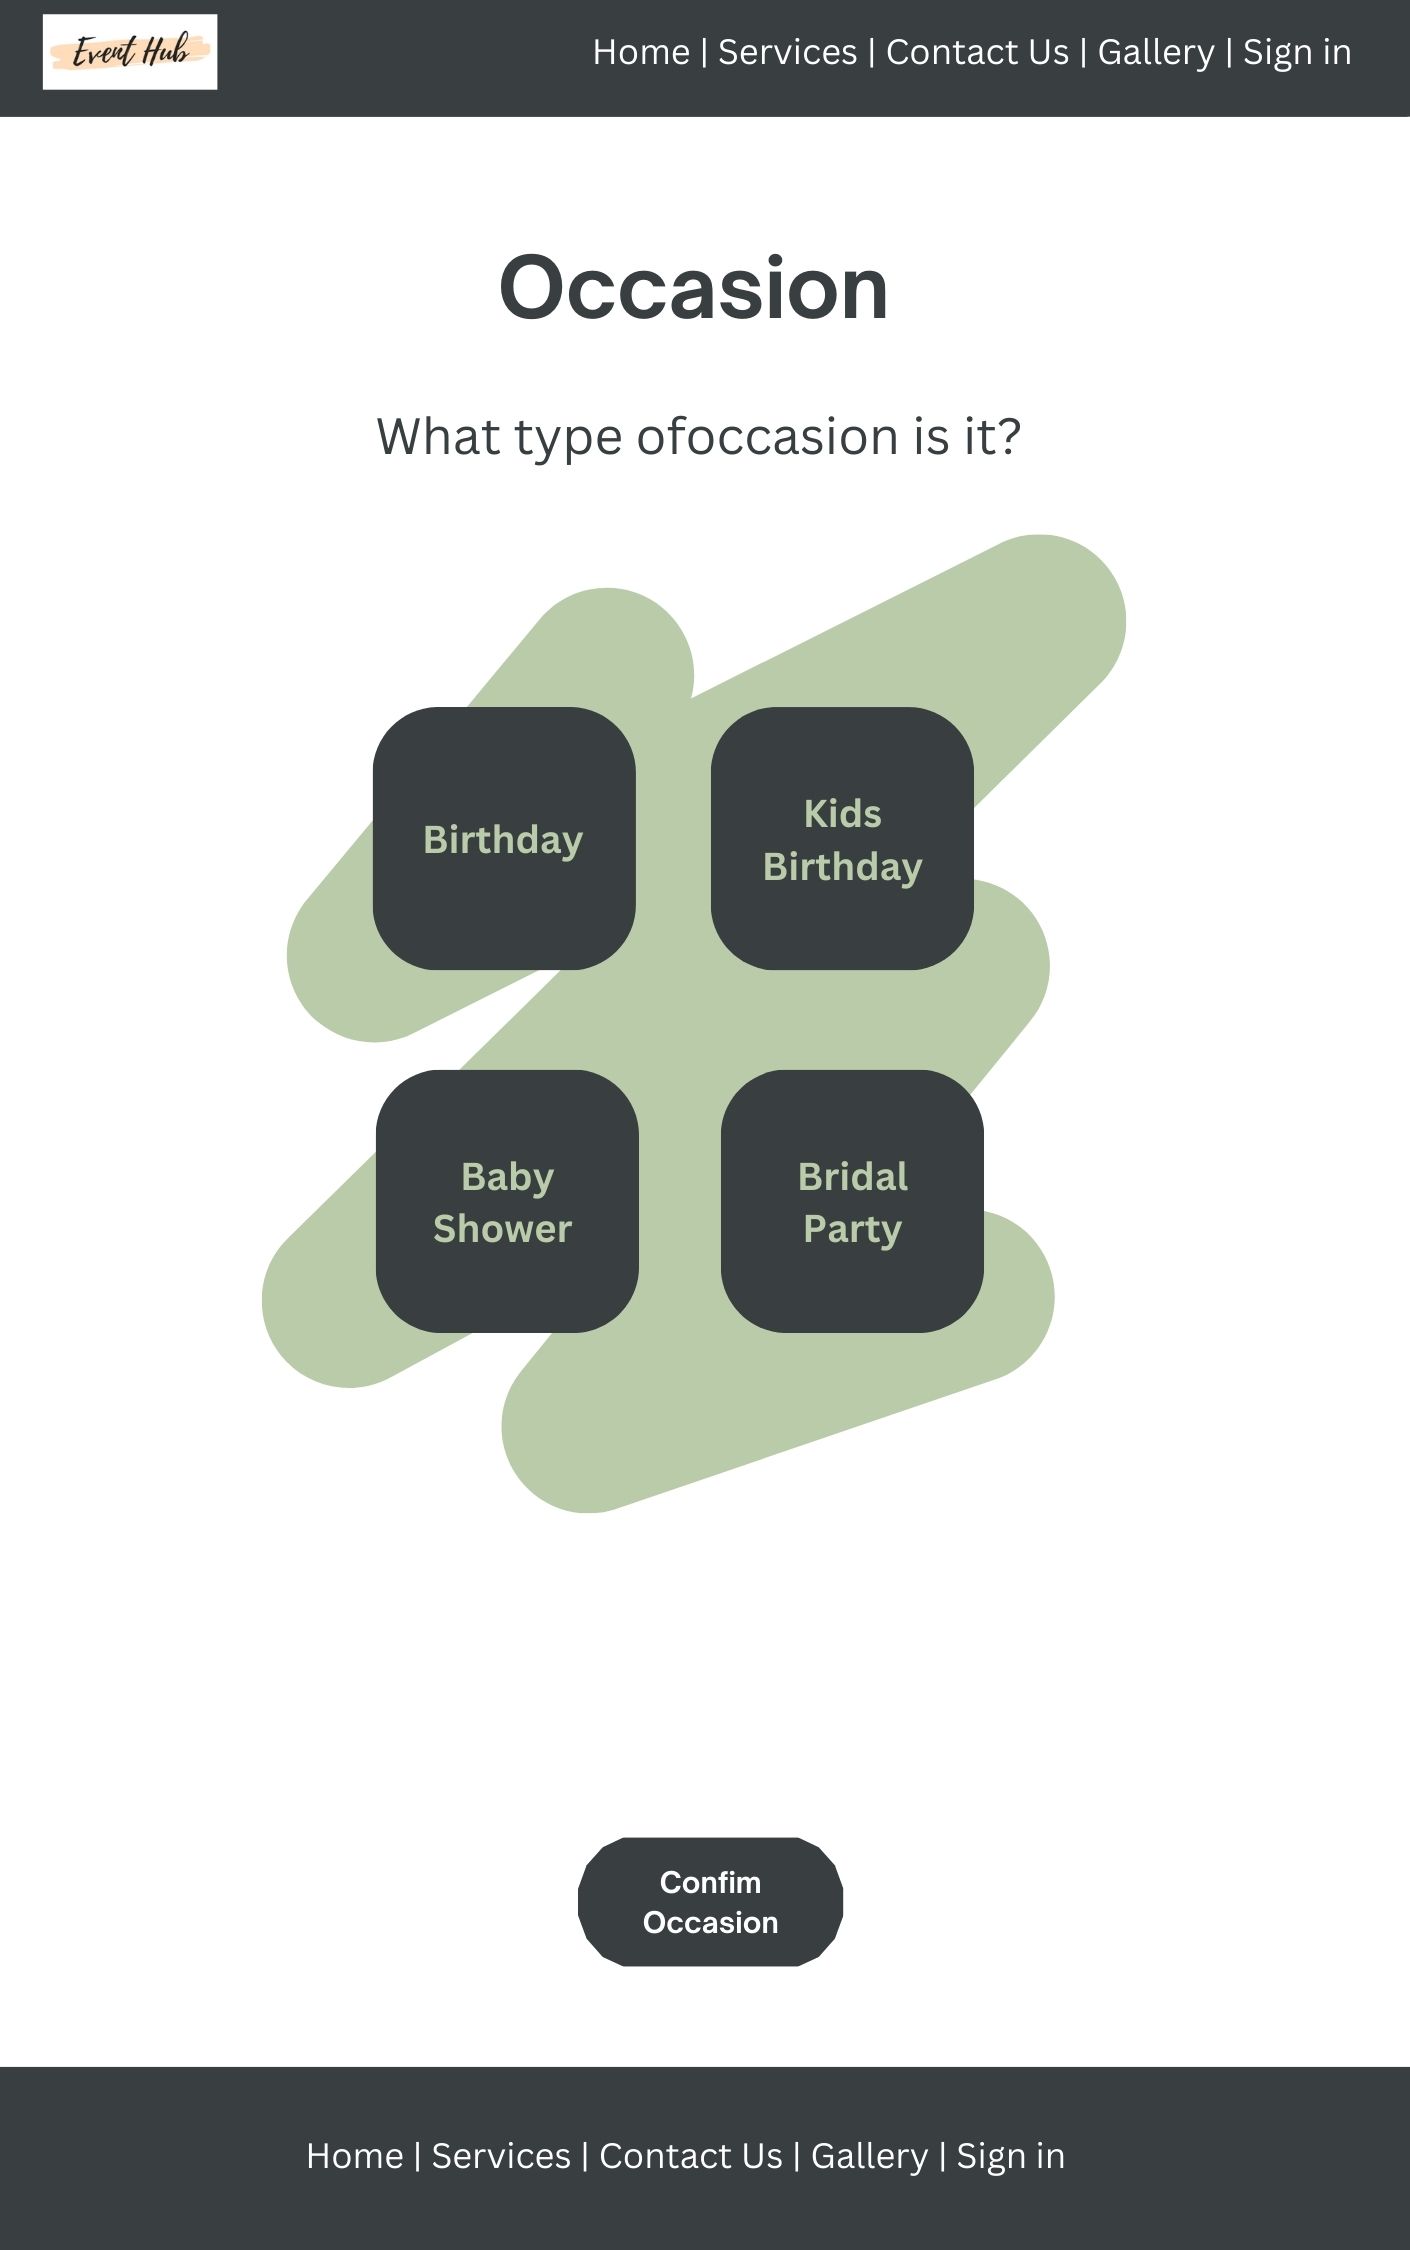 Event Hub
Home | Services | Contact Us | Gallery | Sign in
Occasion
What type ofoccasion is it?
Birthday
Kids
Birthday
Baby
Shower
Bridal
Party
Confim
Occasion
Home | Services | Contact Us | Gallery | Sign in